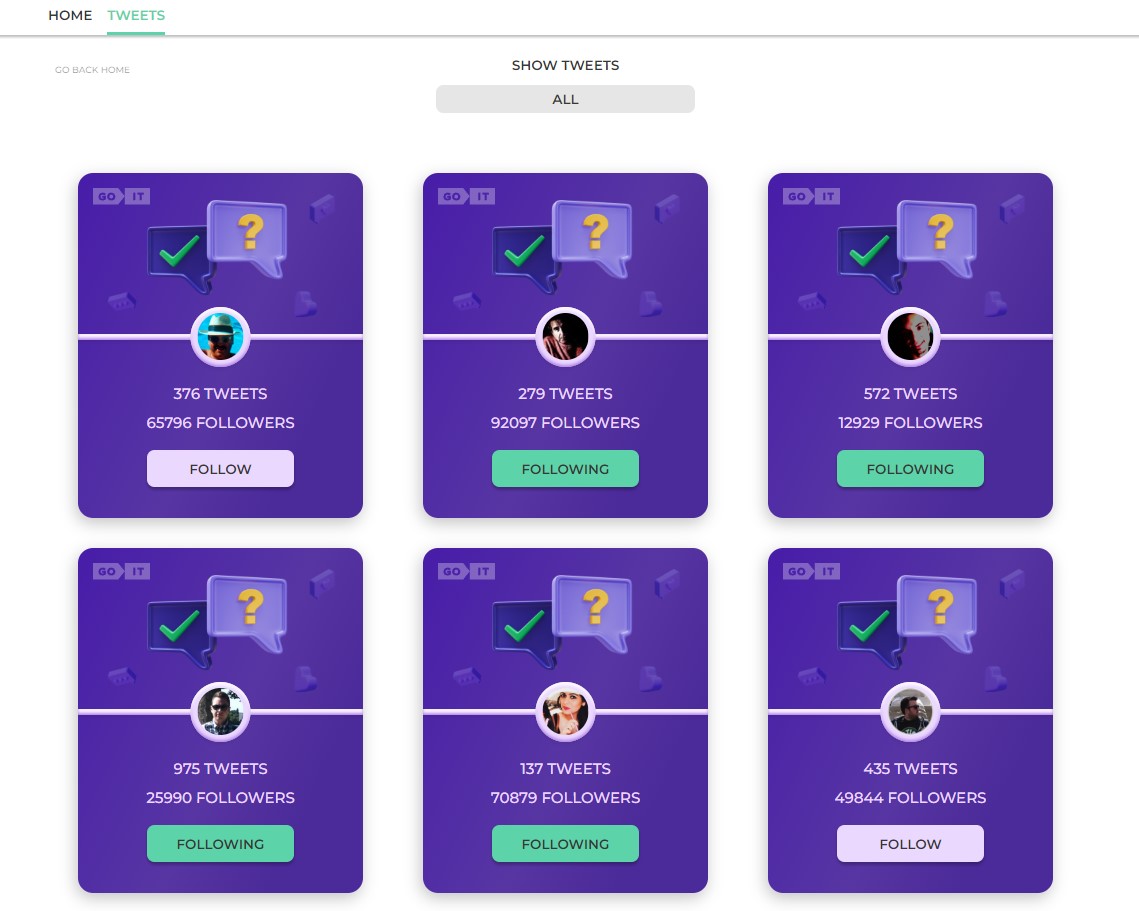 HOME TWEETS
GO BACK HOME
SHOW TWEETS
ALL
GO IT
?
376 TWEETS
65796 FOLLOWERS
FOLLOW
GO IT
?
279 TWEETS
92097 FOLLOWERS
FOLLOWING
GO IT
?
572 TWEETS
12929 FOLLOWERS
FOLLOWING
GO IT
?
975 TWEETS
25990 FOLLOWERS
FOLLOWING
GO IT
?
137 TWEETS
70879 FOLLOWERS
FOLLOWING
GO IT
?
435 TWEETS
49844 FOLLOWERS
FOLLOW